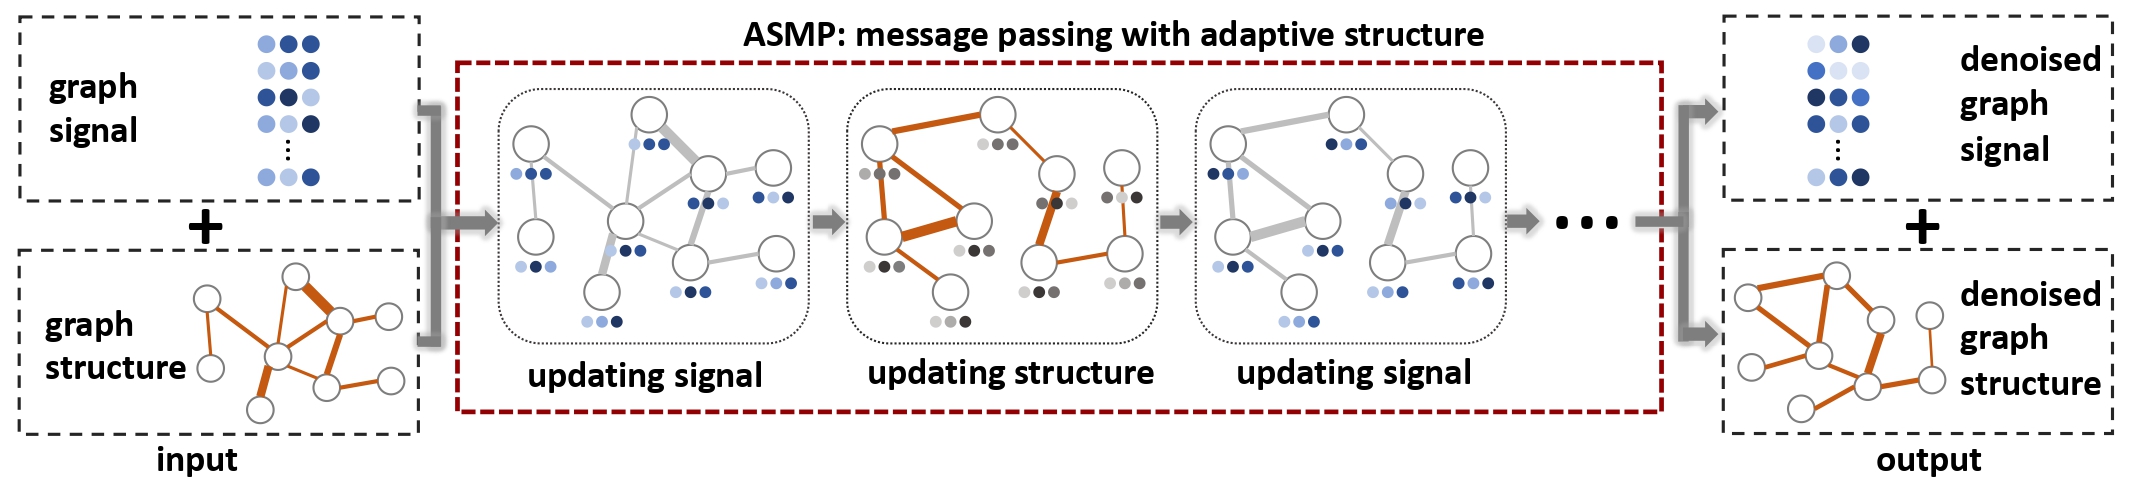 ASMP: message passing with adaptive structure
graph
signal
+
graph
structure
input
updating signal
updating structure
updating signal
...
denoised
graph
signal
+
denoised
graph
structure
output